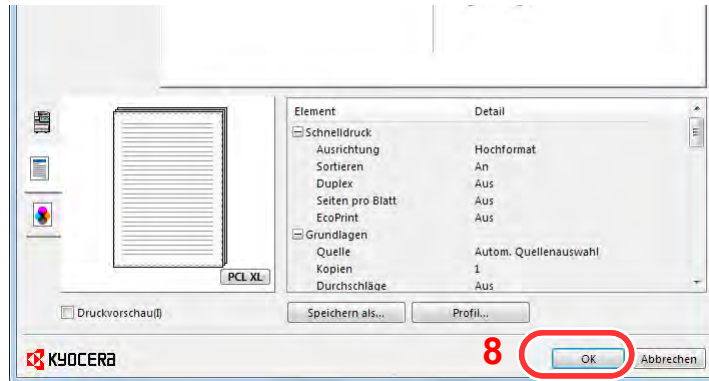 Element Detail
Schnelldruck
Ausrichtung Hochformat
Sortieren An
Duplex Aus
Seiten pro Blatt Aus
EcoPrint Aus
Grundlagen
Quelle Autom. Quellenauswahl
Kopien 1
Durchschläge Aus
PCL XL
Druckvorschau(l) Speichern als... Profil...
KYOCERA 8 OK Abbrechen